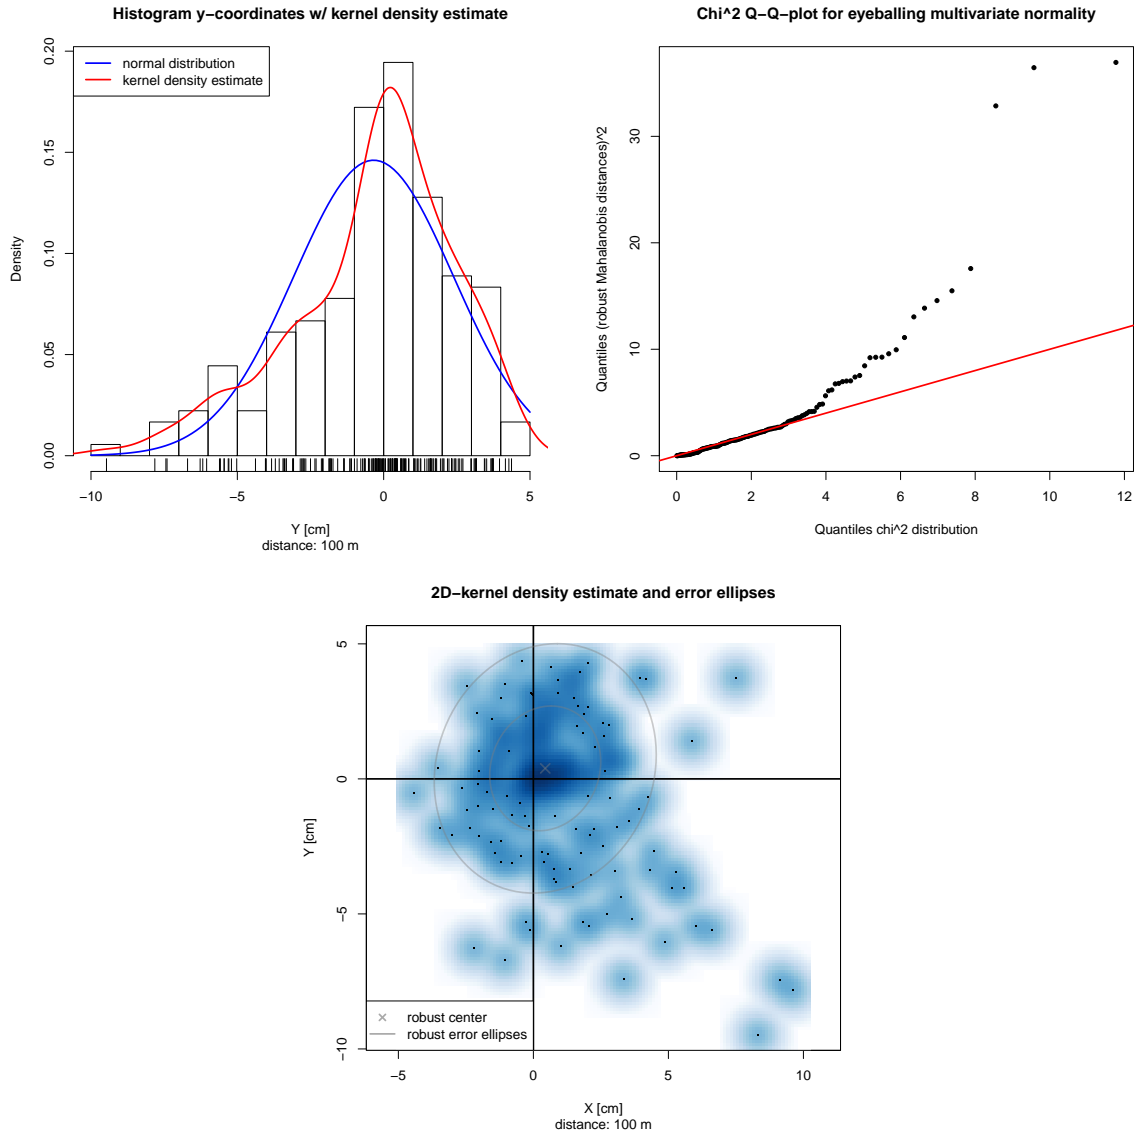 Histogram y−coordinates w/ kernel density estimate
normal distribution
kernel density estimate
Density
0.00
0.05
0.10
0.15
0.20
−10
−5
0
5
Y [cm]
distance: 100 m
Chi^2 Q−Q−plot for eyeballing multivariate normality
Quantiles (robust Mahalanobis distances)^2
0
10
20
30
0
2
4
6
8
10
12
Quantiles chi^2 distribution
2D−kernel density estimate and error ellipses
Y [cm]
5
0
−5
−10
robust center
robust error ellipses
−5
0
5
10
X [cm]
distance: 100 m